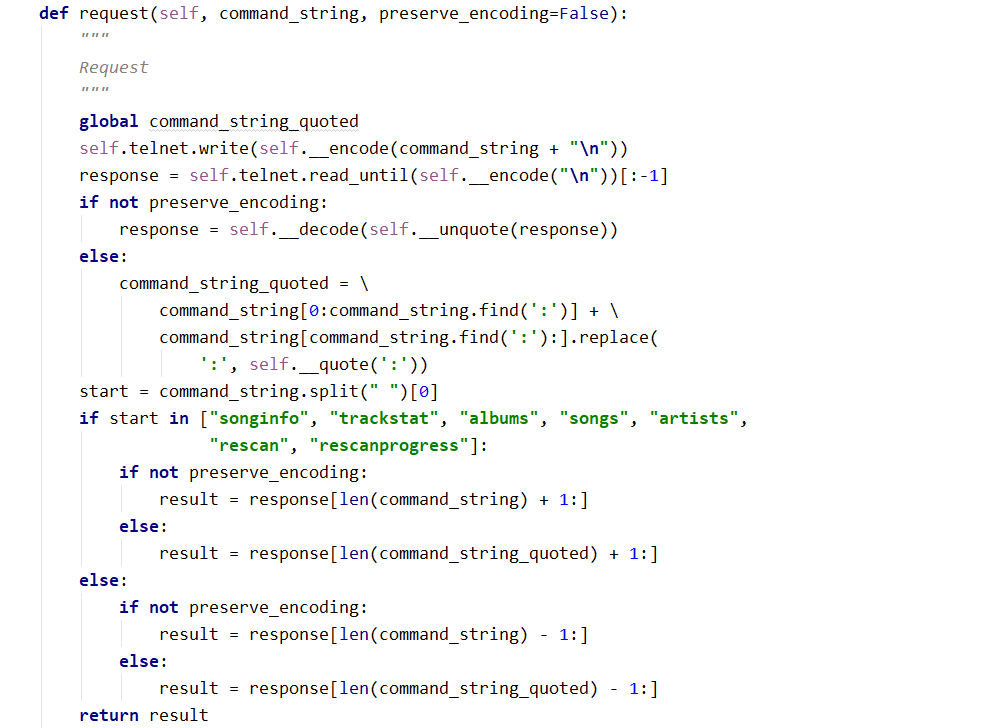 def request(self, command_string, preserve_encoding=False):
    """
    Request
    """
    global command_string_quoted
    self.telnet.write(self.__encode(command_string + "\n"))
    response = self.telnet.read_until(self.__encode("\n"))[:-1]
    if not preserve_encoding:
        response = self.__decode(self.__unquote(response))
    else:
        command_string_quoted = \
            command_string[0:command_string.find(':')] + \
            command_string[command_string.find(':'):].replace(
                ':', self.__quote(':'))
    start = command_string.split(" ")[0]
    if start in ["songinfo", "trackstat", "albums", "songs", "artists",
                 "rescan", "rescanprogress"]:
        if not preserve_encoding:
            result = response[len(command_string) + 1:]
        else:
            result = response[len(command_string_quoted) + 1:]
    else:
        if not preserve_encoding:
            result = response[len(command_string) - 1:]
        else:
            result = response[len(command_string_quoted) - 1:]
    return result